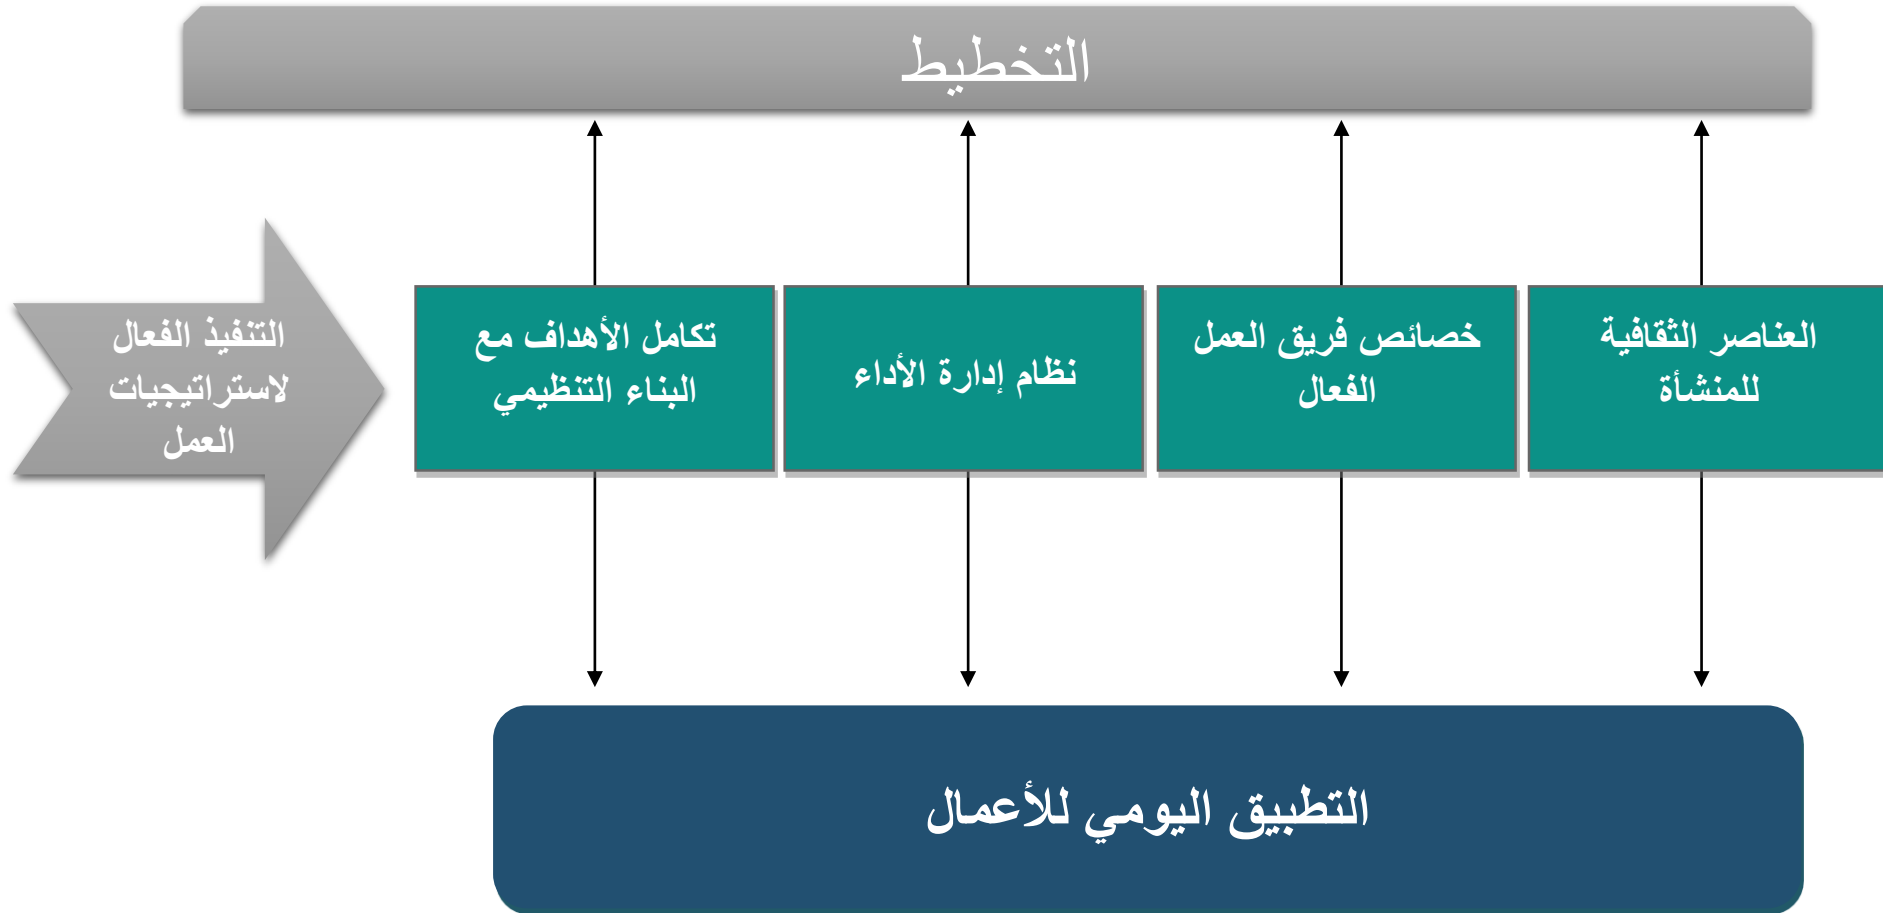 التخطيط
العناصر الثقافية
للمنشأة
خصائص فريق العمل
الفعال
نظام إدارة الأداء
تكامل الأهداف مع
البناء التنظيمي
التنفيذ الفعال
لاستراتيجيات
العمل
التطبيق اليومي للأعمال